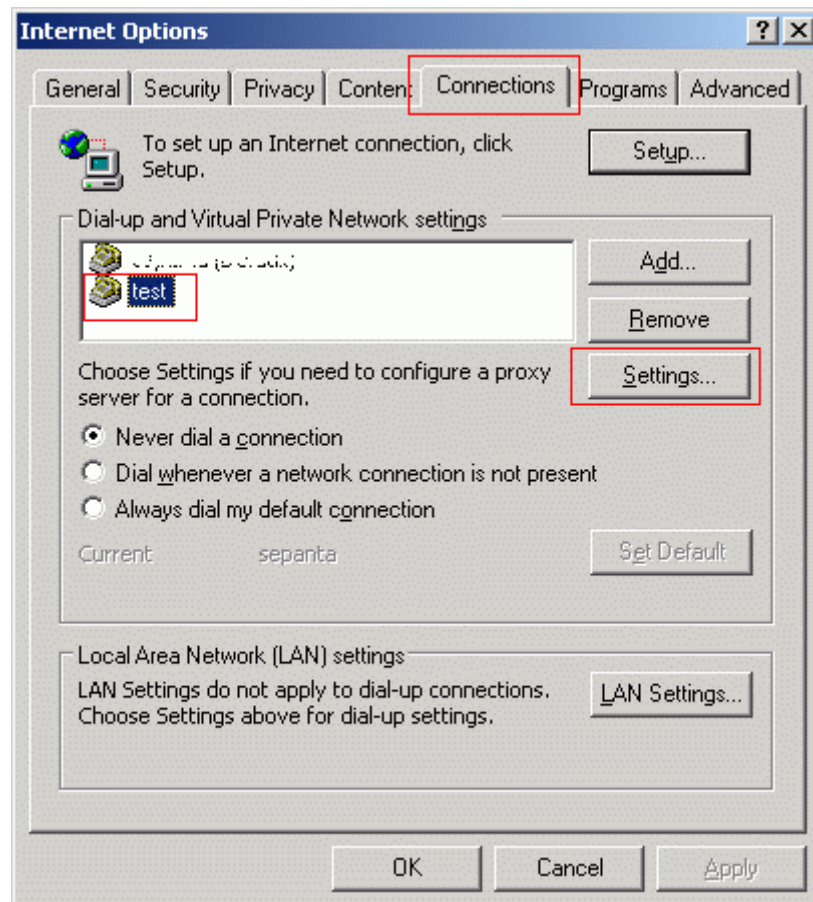 Internet Options
General Security Privacy Content Connections Programs Advanced
To set up an Internet connection, click
Setup.
Setup...
Dial-up and Virtual Private Network settings
test
Add...
Remove
Choose Settings if you need to configure a proxy
server for a connection.
Settings...
Never dial a connection
Dial whenever a network connection is not present
Always dial my default connection
Current sepanta
Set Default
Local Area Network (LAN) settings
LAN Settings do not apply to dial-up connections.
Choose Settings above for dial-up settings.
LAN Settings...
OK Cancel Apply